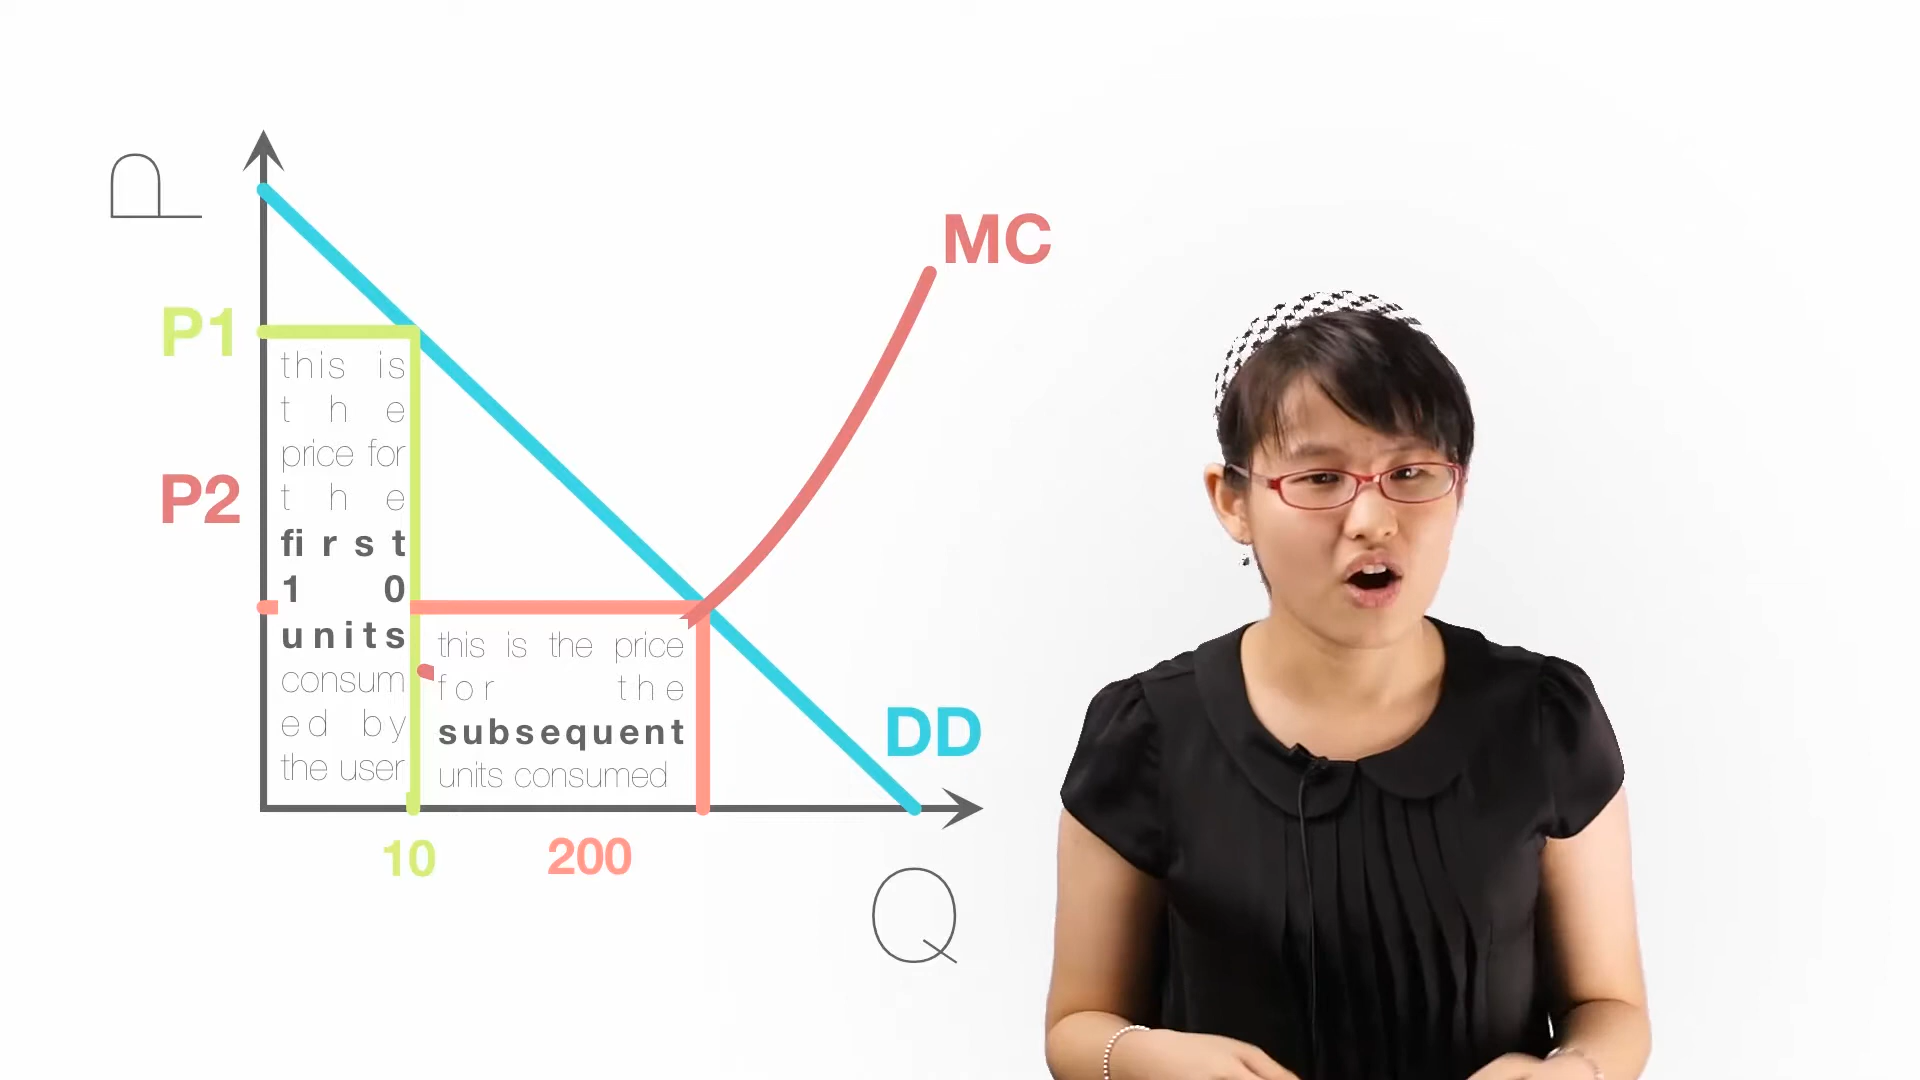 P
MC
P1
this is
t h e
price for
t h e
P2
first
1 0
units
consum
ed by
the user
this is the price
for the
subsequent
units consumed
DD
10
200
Q